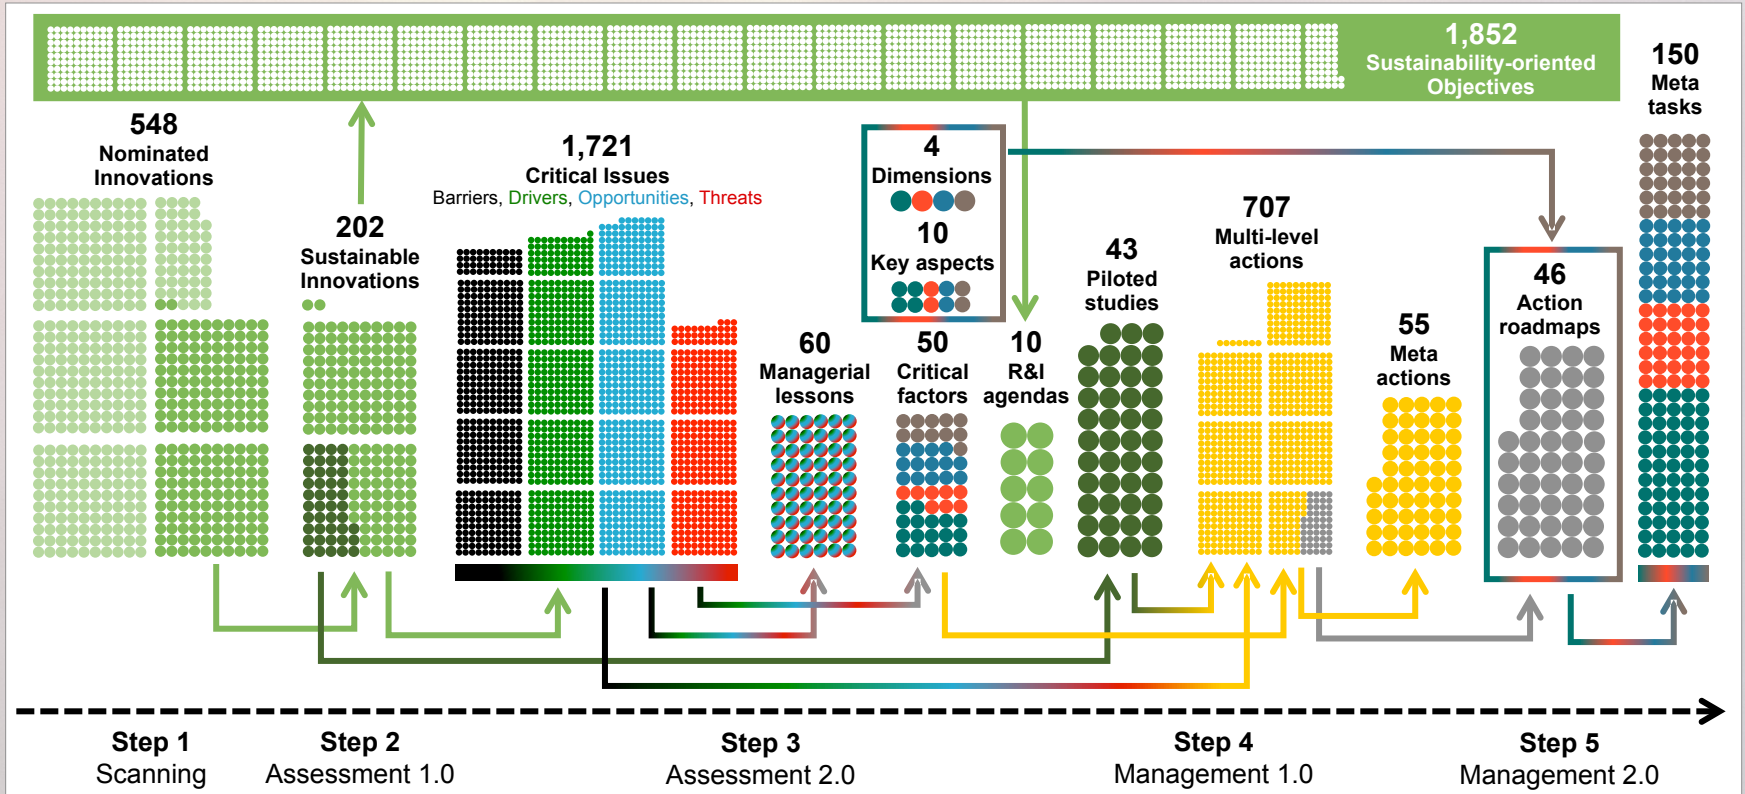 1,852
Sustainability-oriented
Objectives
150
Meta
tasks
548
Nominated
Innovations
202
Sustainable
Innovations
1,721
Critical Issues
Barriers, Drivers, Opportunities, Threats
4
Dimensions
10
Key aspects
60
Managerial
lessons
50
Critical
factors
10
R&I
agendas
43
Piloted
studies
707
Multi-level
actions
55
Meta
actions
46
Action
roadmaps
Step 1
Scanning
Step 2
Assessment 1.0
Step 3
Assessment 2.0
Step 4
Management 1.0
Step 5
Management 2.0